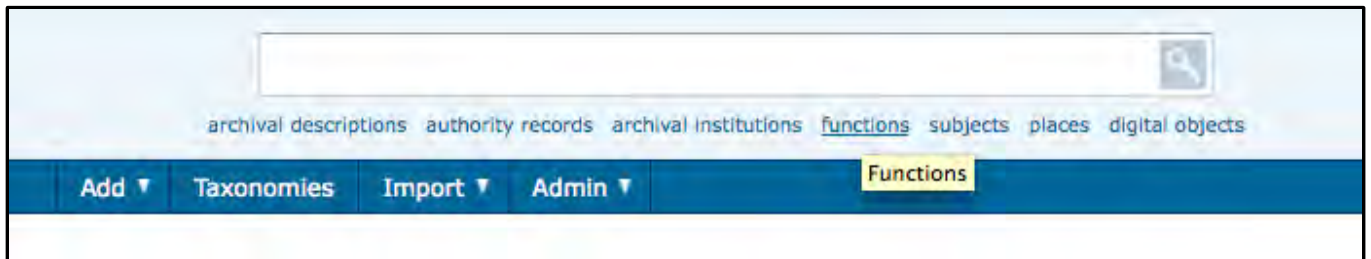 archival descriptions authority records archival institutions functions subjects places digital objects
Add Taxonomies Import Admin Functions